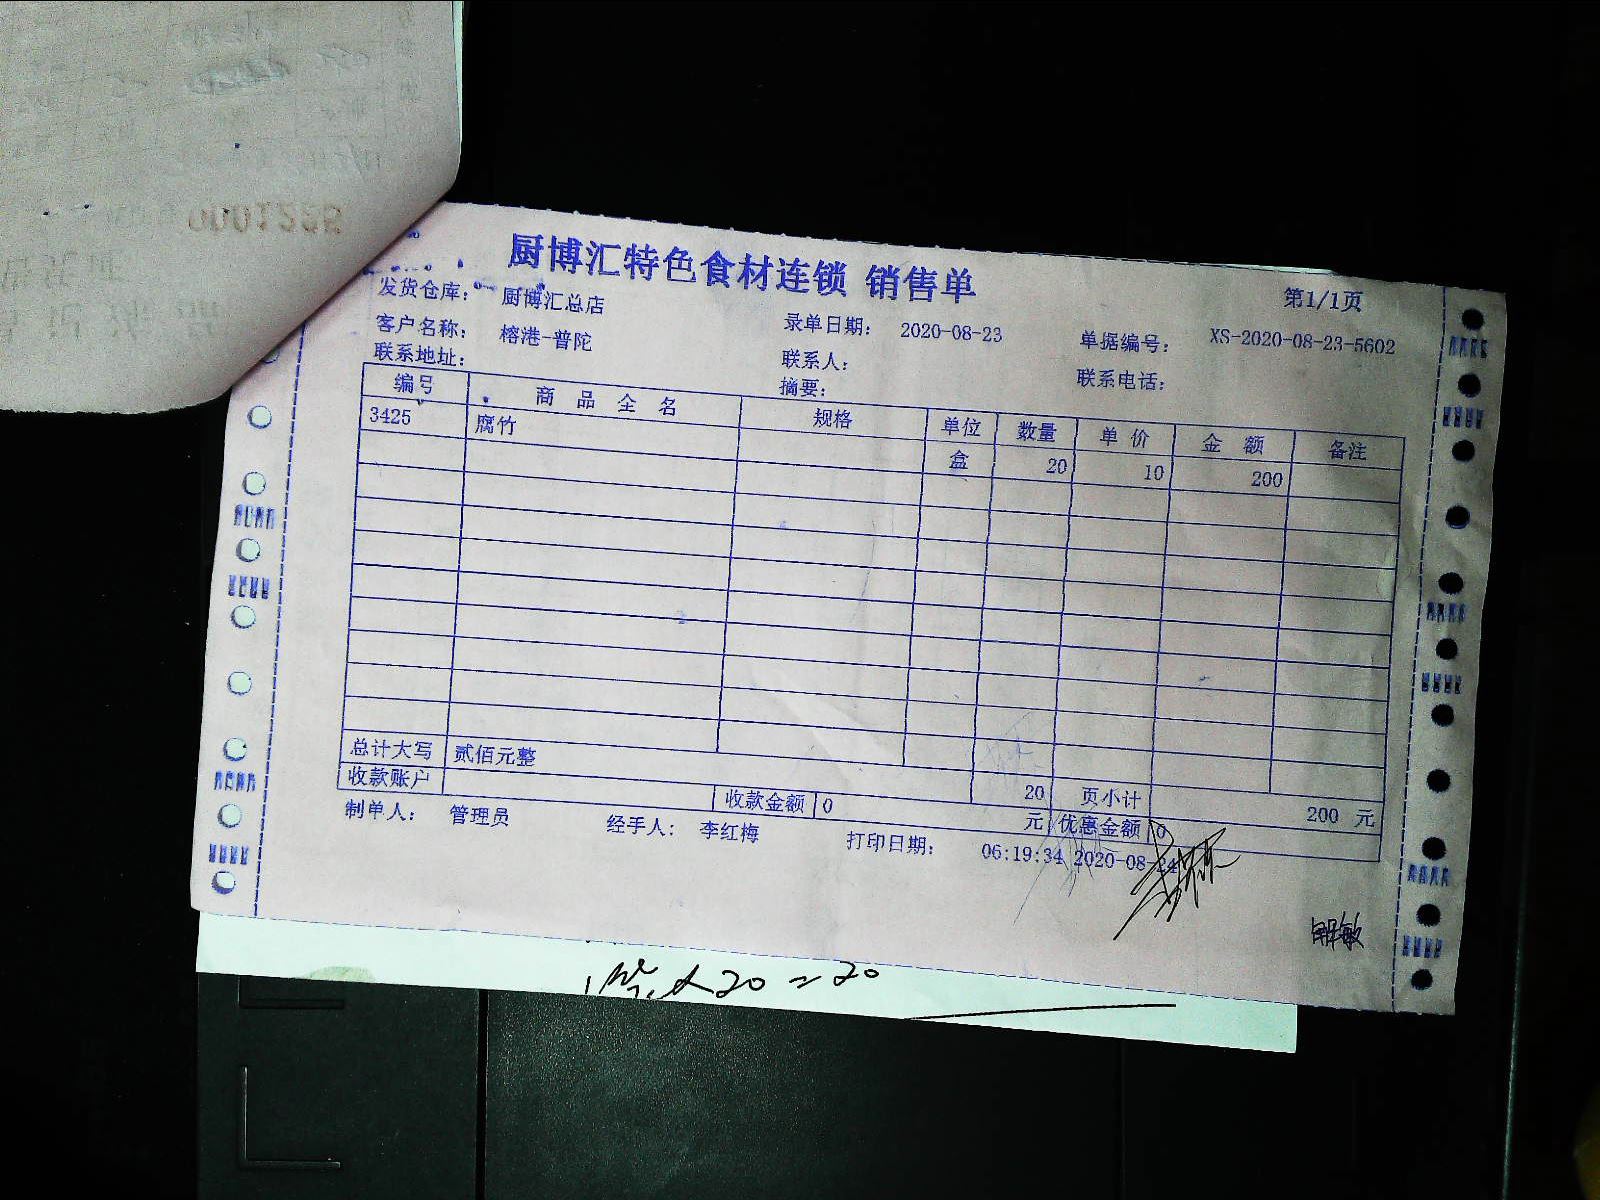 厨博汇特色食材连锁 销售单
第1/1页
发货仓库: 厨博汇总店
录单日期: 2020-08-23
单据编号: XS-2020-08-23-5602
客户名称: 榕港-普陀
联系人:
联系电话:
联系地址:
摘要:
编号 商品全名 规格 单位 数量 单价 金额 备注
3425 腐竹 盒 20 10 200
总计大写 贰佰元整 20 页小计 200 元
收款账户 收款金额 0 元 优惠金额 0
制单人: 管理员 经手人: 李红梅 打印日期: 06:19:34 2020-08-24
解敏
20=20
0001225